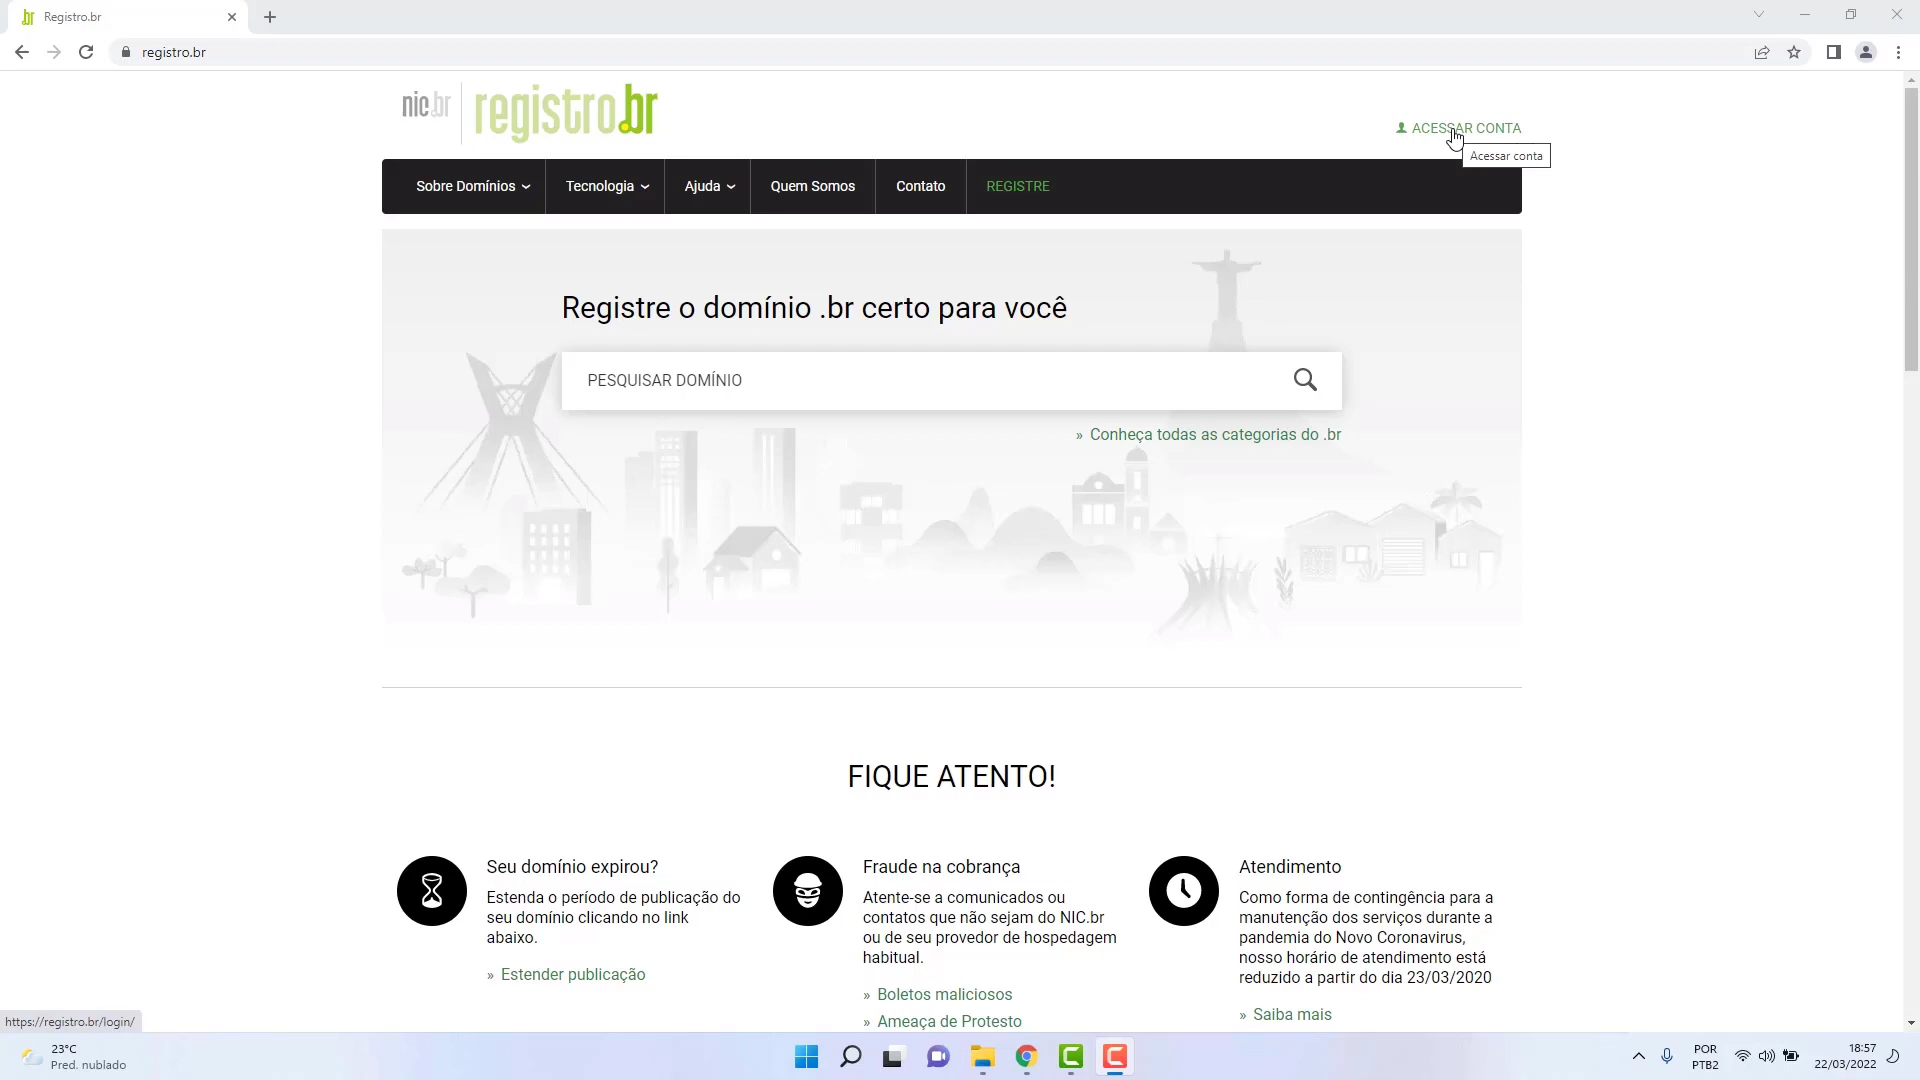 Registro.br
registro.br
nic.br
registro.br
ACESSAR CONTA
Acessar conta
Sobre Domínios
Tecnologia
Ajuda
Quem Somos
Contato
REGISTRE
Registre o domínio .br certo para você
PESQUISAR DOMÍNIO
» Conheça todas as categorias do .br
FIQUE ATENTO!
Seu domínio expirou?
Estenda o período de publicação do
seu domínio clicando no link
abaixo.
» Estender publicação
Fraude na cobrança
Atente-se a comunicados ou
contatos que não sejam do NIC.br
ou de seu provedor de hospedagem
habitual.
» Boletos maliciosos
» Ameaça de Protesto
Atendimento
Como forma de contingência para a
manutenção dos serviços durante a
pandemia do Novo Coronavirus,
nosso horário de atendimento está
reduzido a partir do dia 23/03/2020
» Saiba mais
https://registro.br/login/
23°C
Pred. nublado
POR
PTB2
18:57
22/03/2022